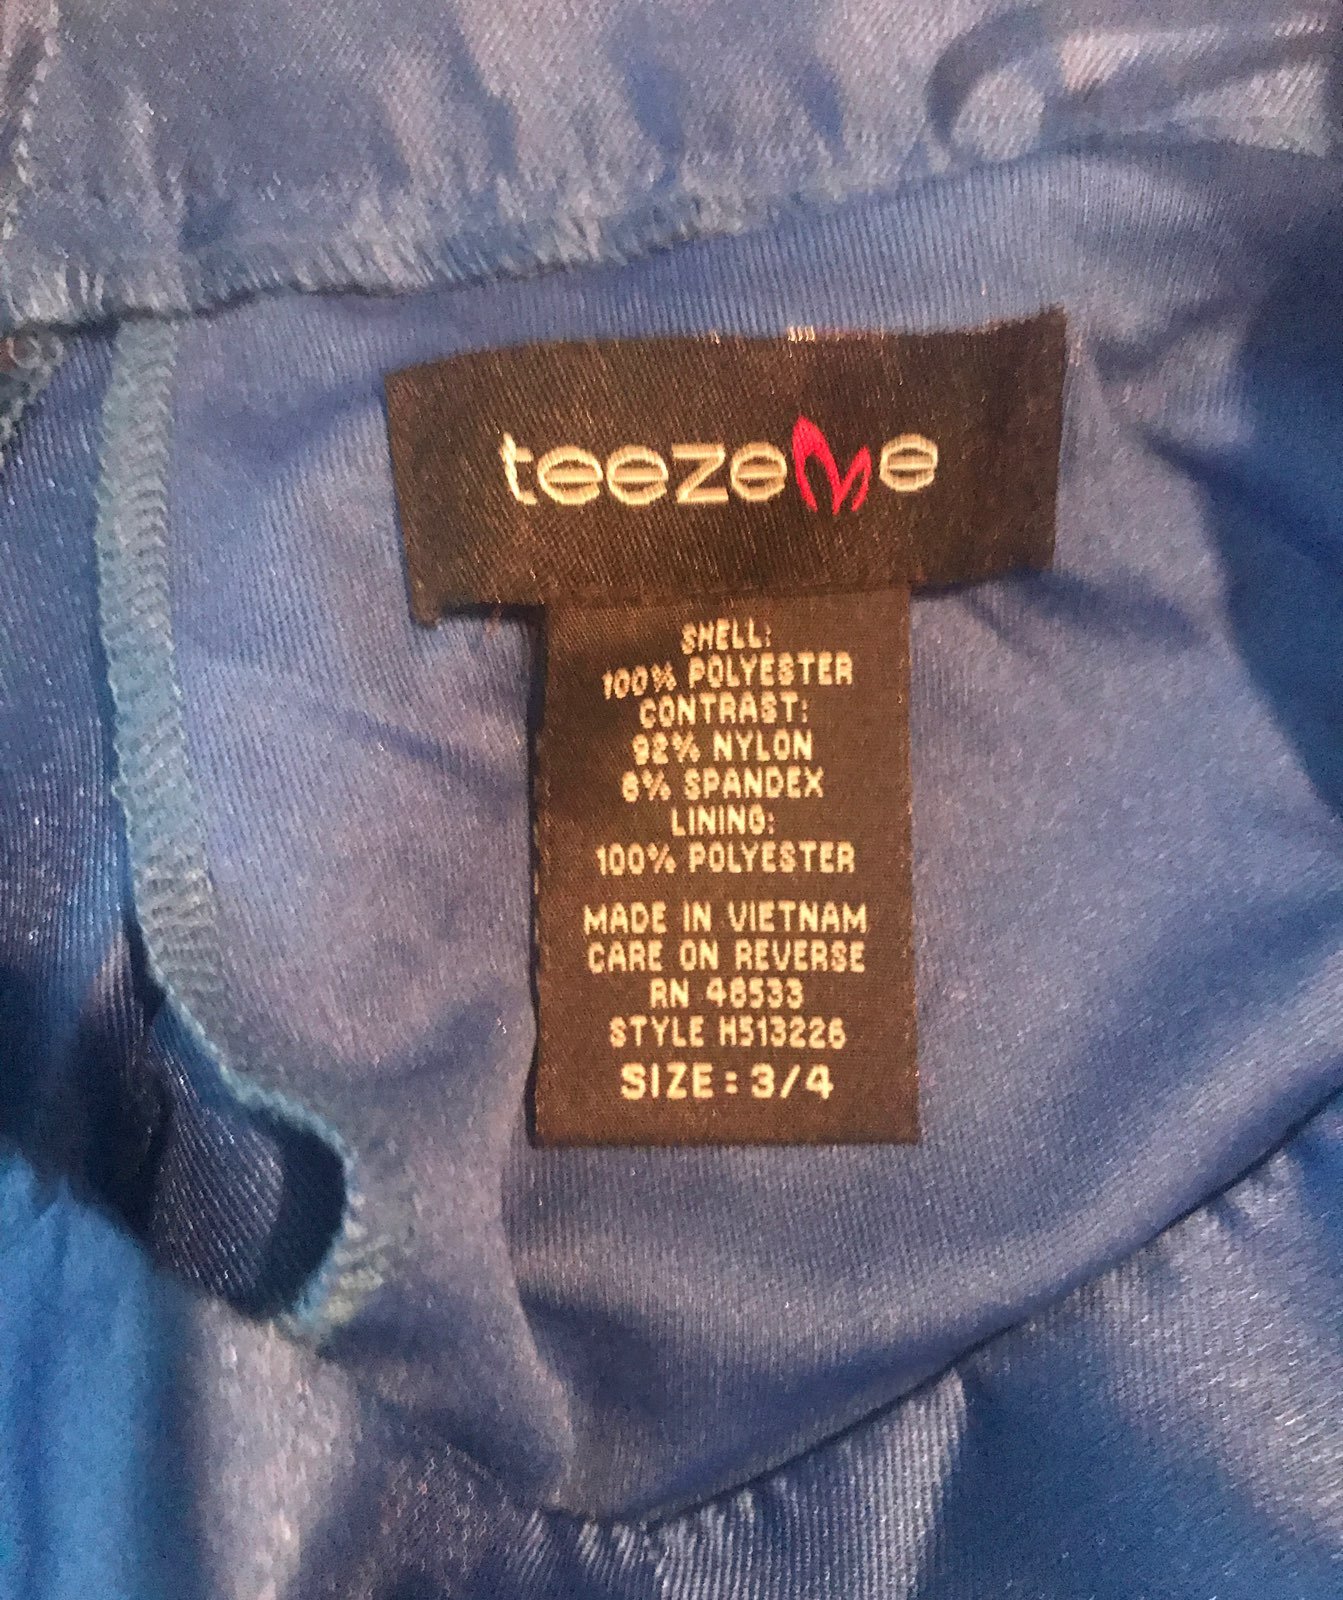 teezeme
SHELL:
100% POLYESTER
CONTRAST:
92% NYLON
8% SPANDEX
LINING:
100% POLYESTER
MADE IN VIETNAM
CARE ON REVERSE
RN 46533
STYLE H513226
SIZE: 3/4